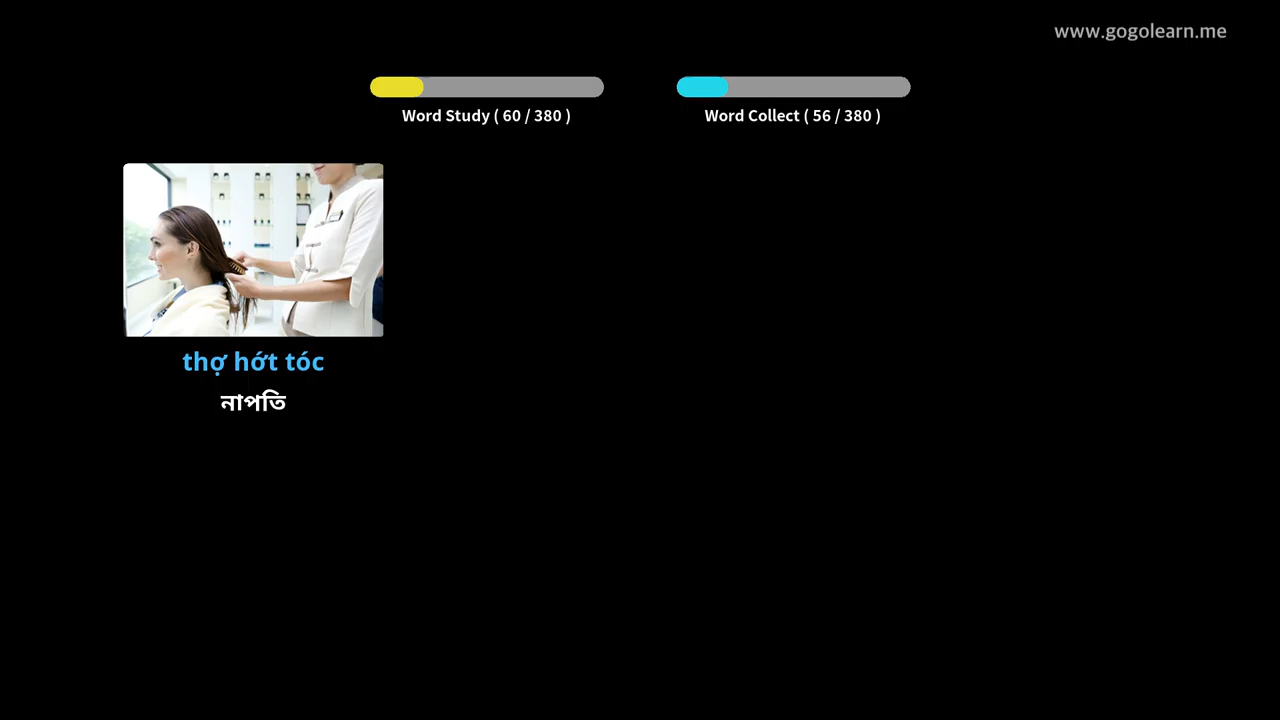 www.gogolearn.me
Word Study ( 60 / 380 )
Word Collect ( 56 / 380 )
thợ hớt tóc
নাপতি